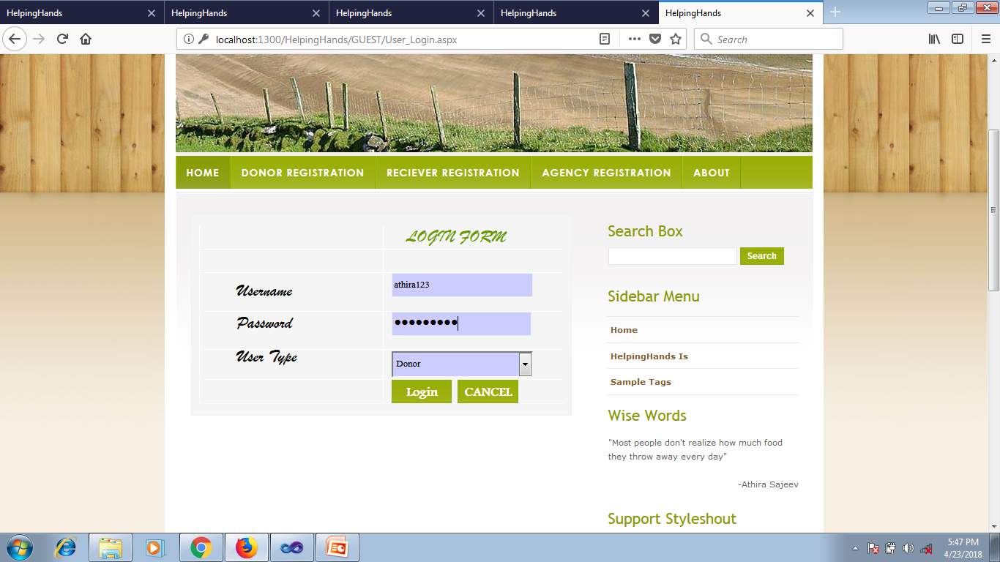 HelpingHands
HelpingHands
HelpingHands
HelpingHands
HelpingHands
localhost:1300/HelpingHands/GUEST/User_Login.aspx
Search
HOME
DONOR REGISTRATION
RECIEVER REGISTRATION
AGENCY REGISTRATION
ABOUT
LOGIN FORM
Username
athira123
Password
User Type
Donor
Login
CANCEL
Search Box
Search
Sidebar Menu
Home
HelpingHands Is
Sample Tags
Wise Words
"Most people don't realize how much food
they throw away every day"
-Athira Sajeev
Support Styleshout
5:47 PM
4/23/2018